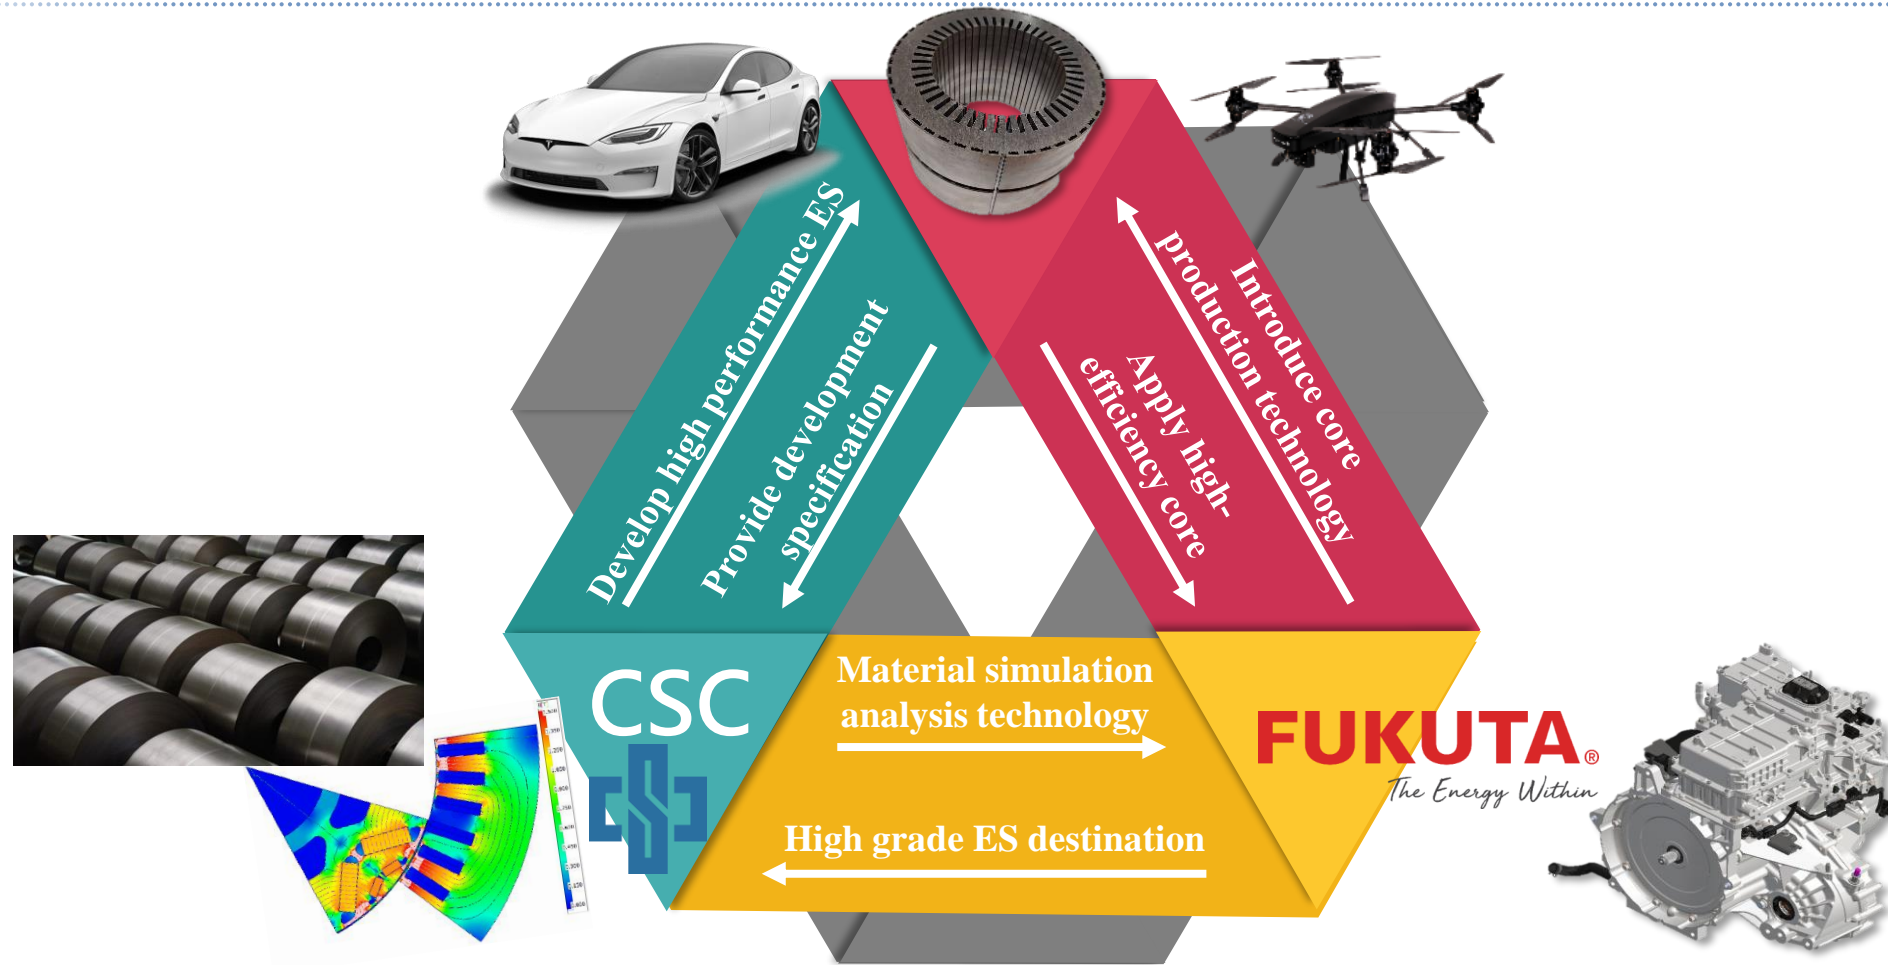 Develop high performance ES
Provide development
specification
Introduce core
production technology
Apply high-
efficiency core
CSC
Material simulation
analysis technology
High grade ES destination
FUKUTA®
The Energy Within